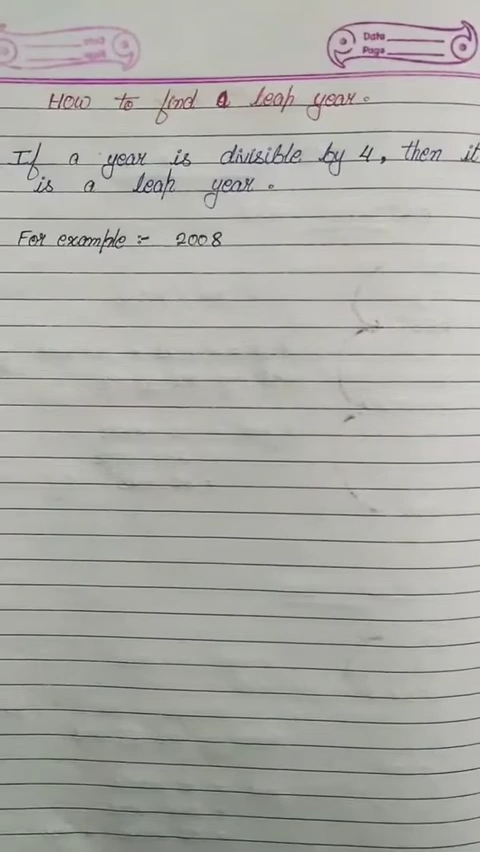 Date
Page
How to find a leap year.
If a year is divisible by 4, then it
is a leap year.
For example :- 2008